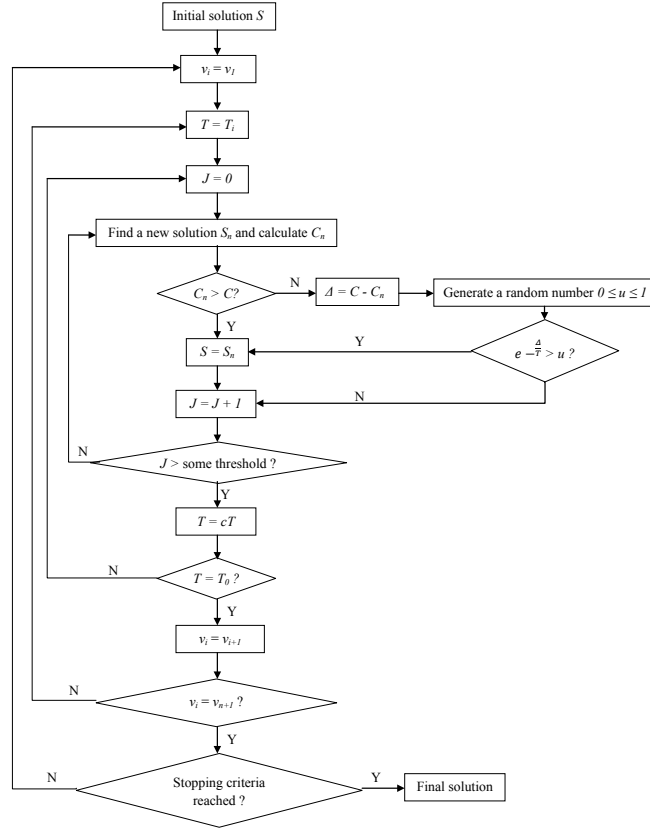 Initial solution S
v_i = v_1
T = T_i
J = 0
Find a new solution S_n and calculate C_n
C_n > C?
N
Δ = C - C_n
Generate a random number 0 ≤ u ≤ 1
Y
S = S_n
Y
e^{-Δ/T} > u ?
J = J + 1
N
N
J > some threshold ?
Y
T = cT
N
T = T_0 ?
Y
v_i = v_{i+1}
N
v_i = v_{n+1} ?
Y
N
Stopping criteria
reached ?
Y
Final solution